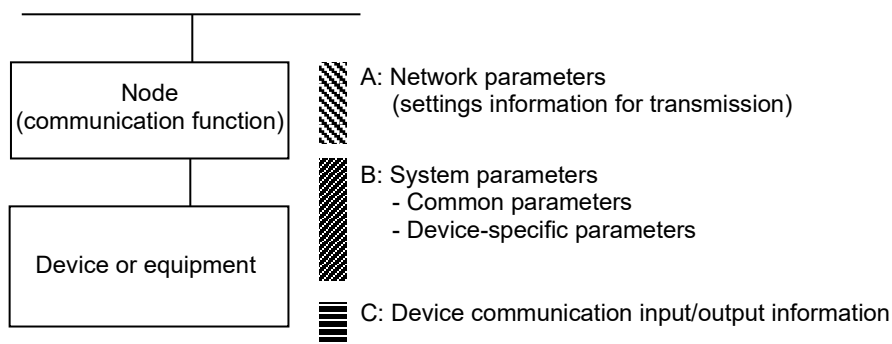 Node
(communication function)
Device or equipment
A: Network parameters
(settings information for transmission)
B: System parameters
- Common parameters
- Device-specific parameters
C: Device communication input/output information